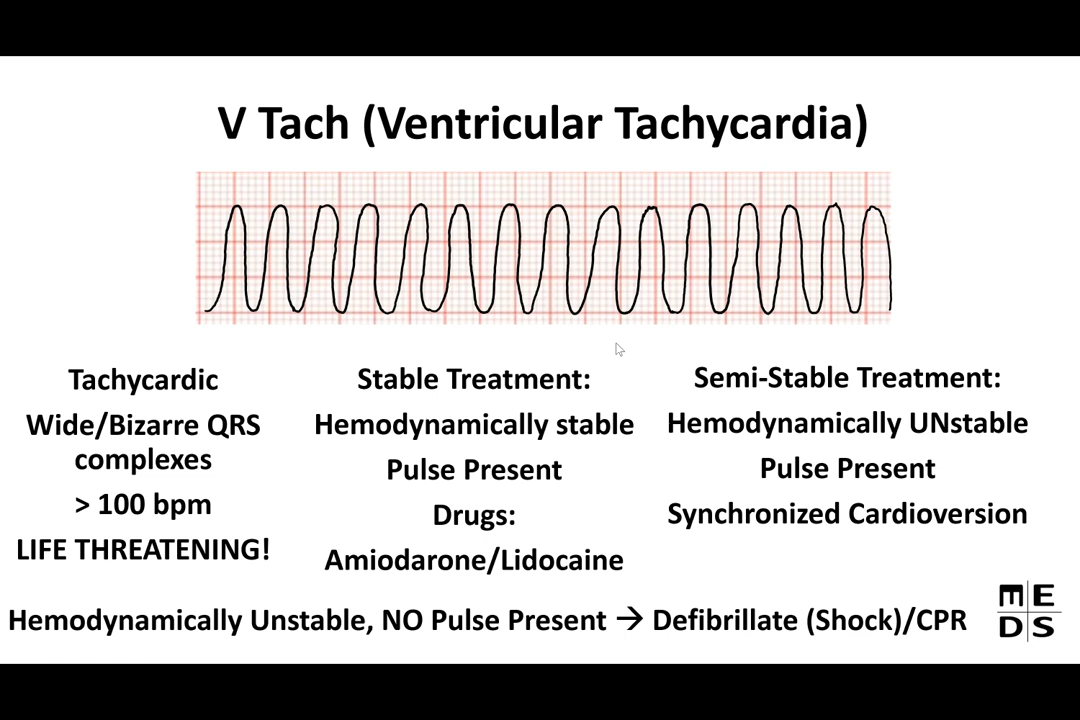 V Tach (Ventricular Tachycardia)
Tachycardic
Wide/Bizarre QRS
complexes
> 100 bpm
LIFE THREATENING!
Stable Treatment:
Hemodynamically stable
Pulse Present
Drugs:
Amiodarone/Lidocaine
Semi-Stable Treatment:
Hemodynamically UNstable
Pulse Present
Synchronized Cardioversion
Hemodynamically Unstable, NO Pulse Present → Defibrillate (Shock)/CPR
M E
D S